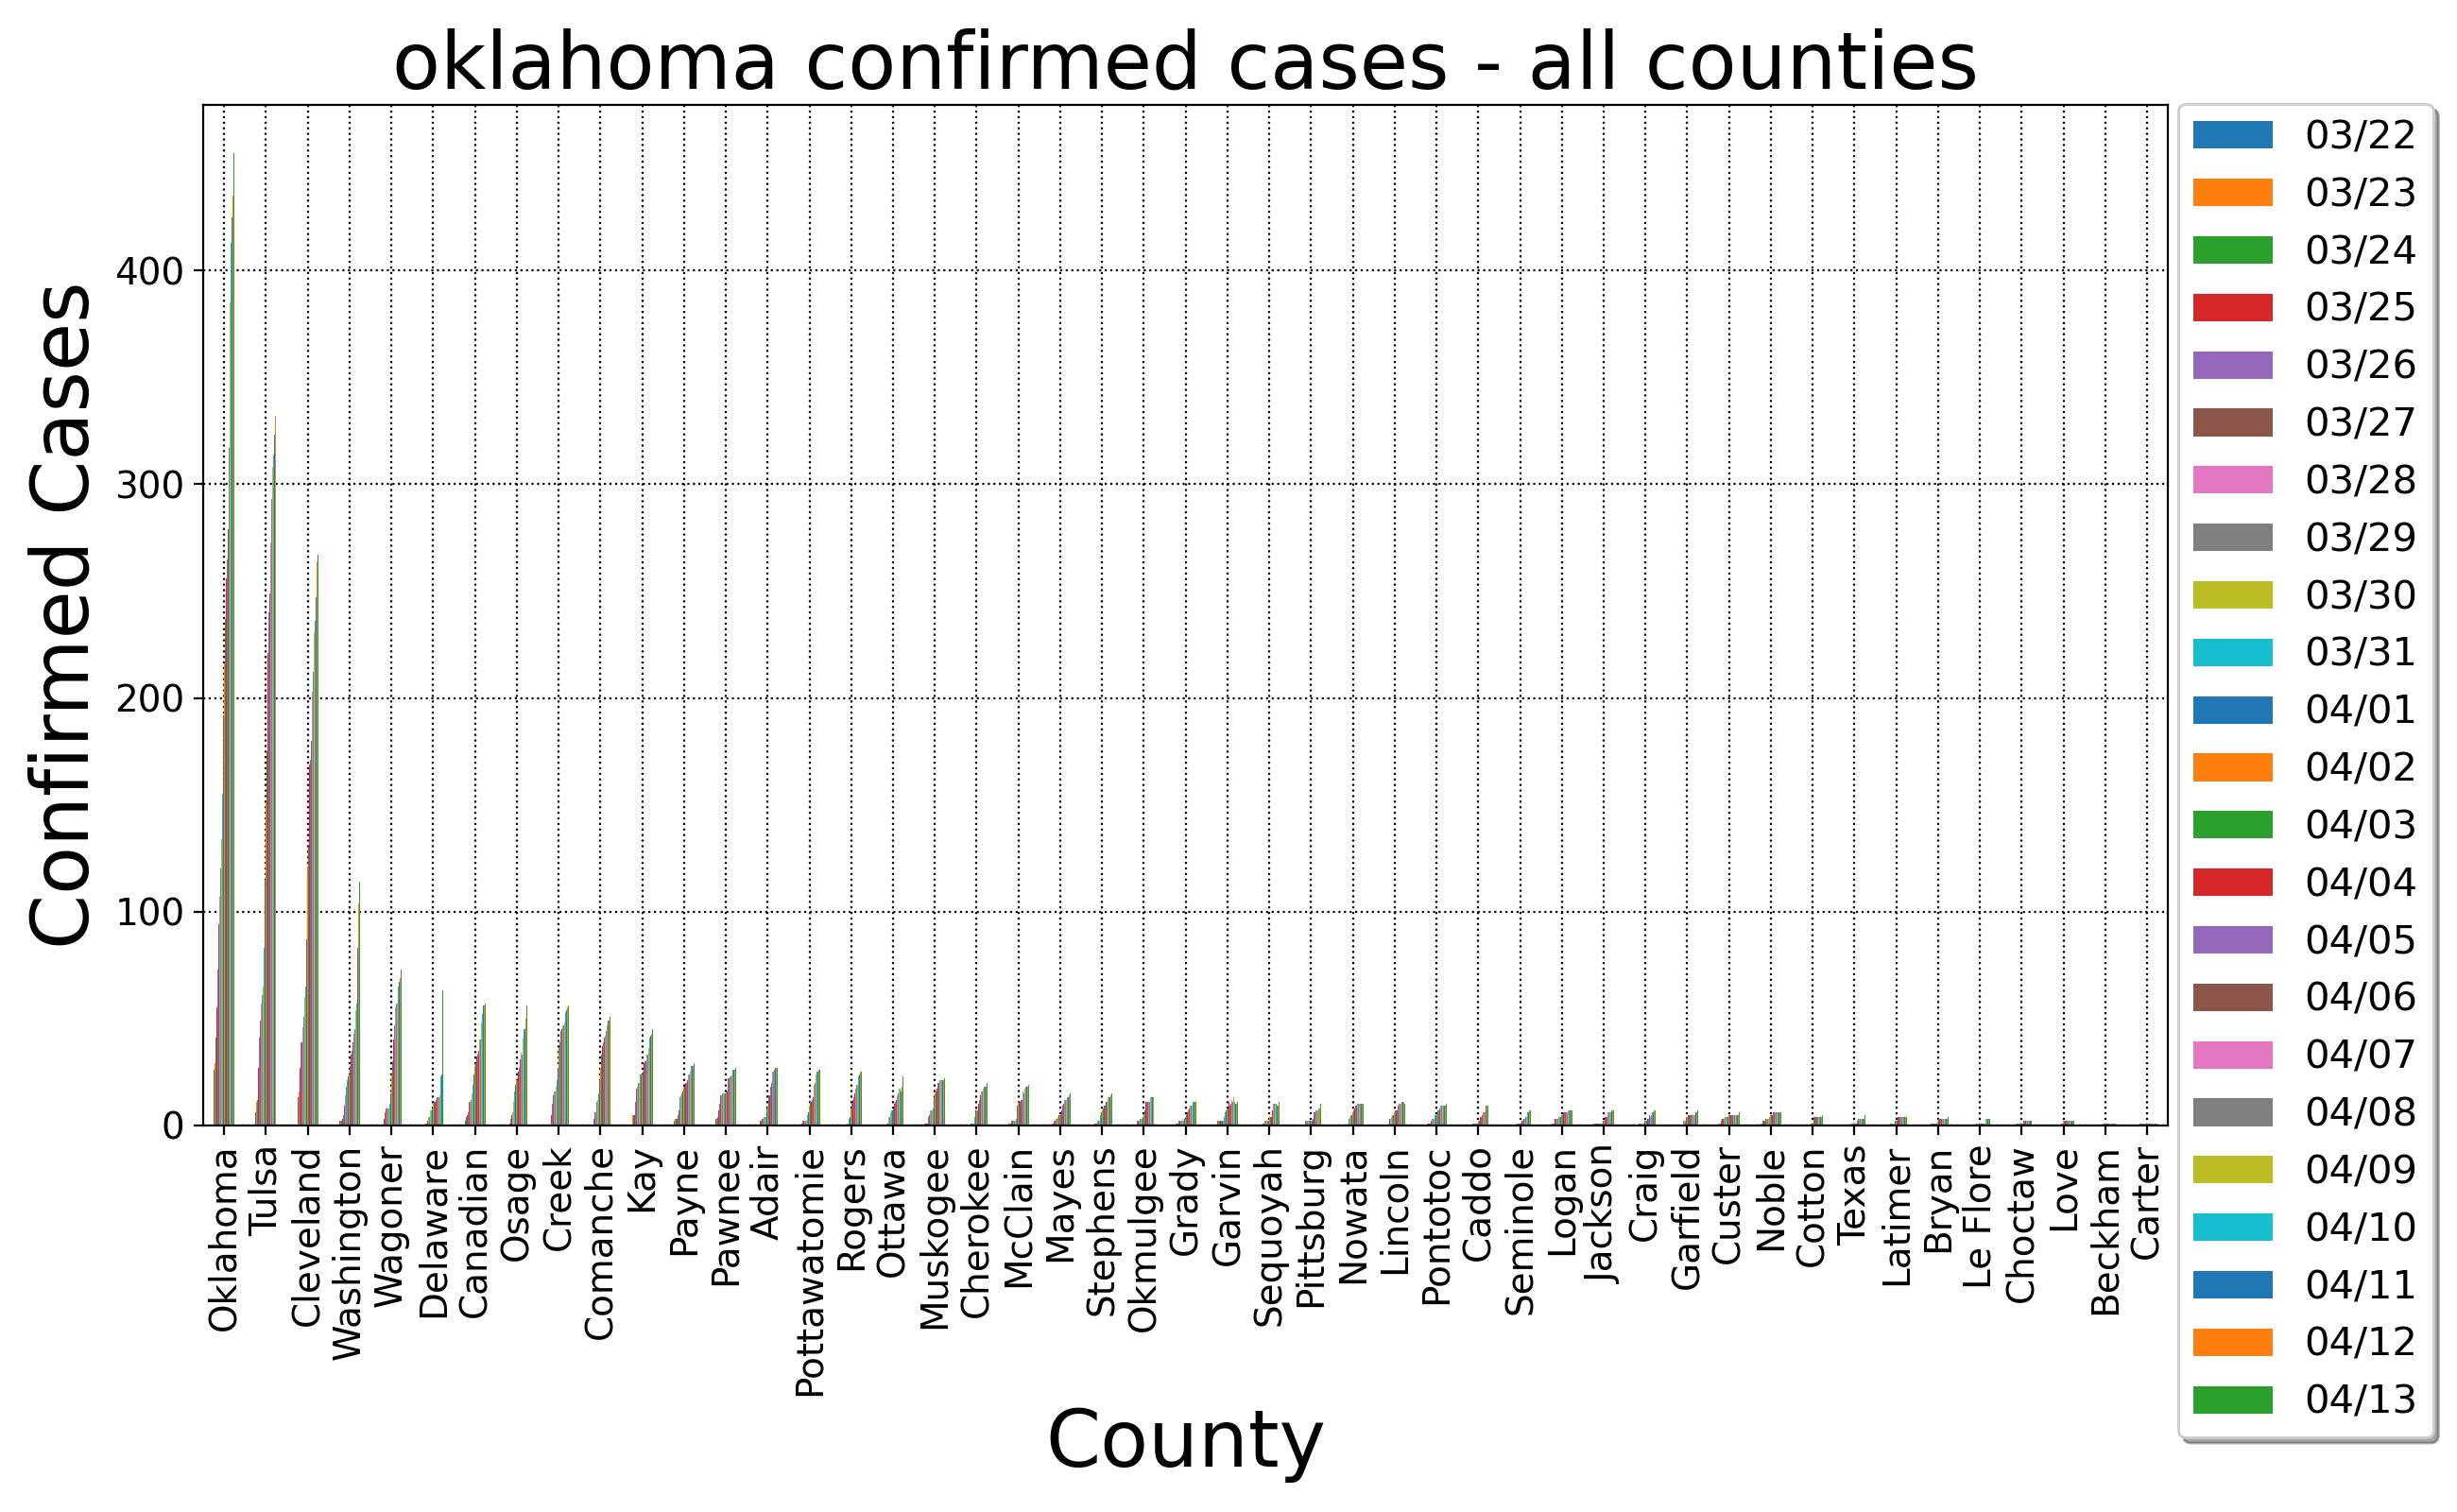 oklahoma confirmed cases - all counties
Confirmed Cases
400
300
200
100
0
Oklahoma
Tulsa
Cleveland
Washington
Wagoner
Delaware
Canadian
Osage
Creek
Comanche
Kay
Payne
Pawnee
Adair
Pottawatomie
Rogers
Ottawa
Muskogee
Cherokee
McClain
Mayes
Stephens
Okmulgee
Grady
Garvin
Sequoyah
Pittsburg
Nowata
Lincoln
Pontotoc
Caddo
Seminole
Logan
Jackson
Craig
Garfield
Custer
Noble
Cotton
Texas
Latimer
Bryan
Le Flore
Choctaw
Love
Beckham
Carter
County
03/22
03/23
03/24
03/25
03/26
03/27
03/28
03/29
03/30
03/31
04/01
04/02
04/03
04/04
04/05
04/06
04/07
04/08
04/09
04/10
04/11
04/12
04/13